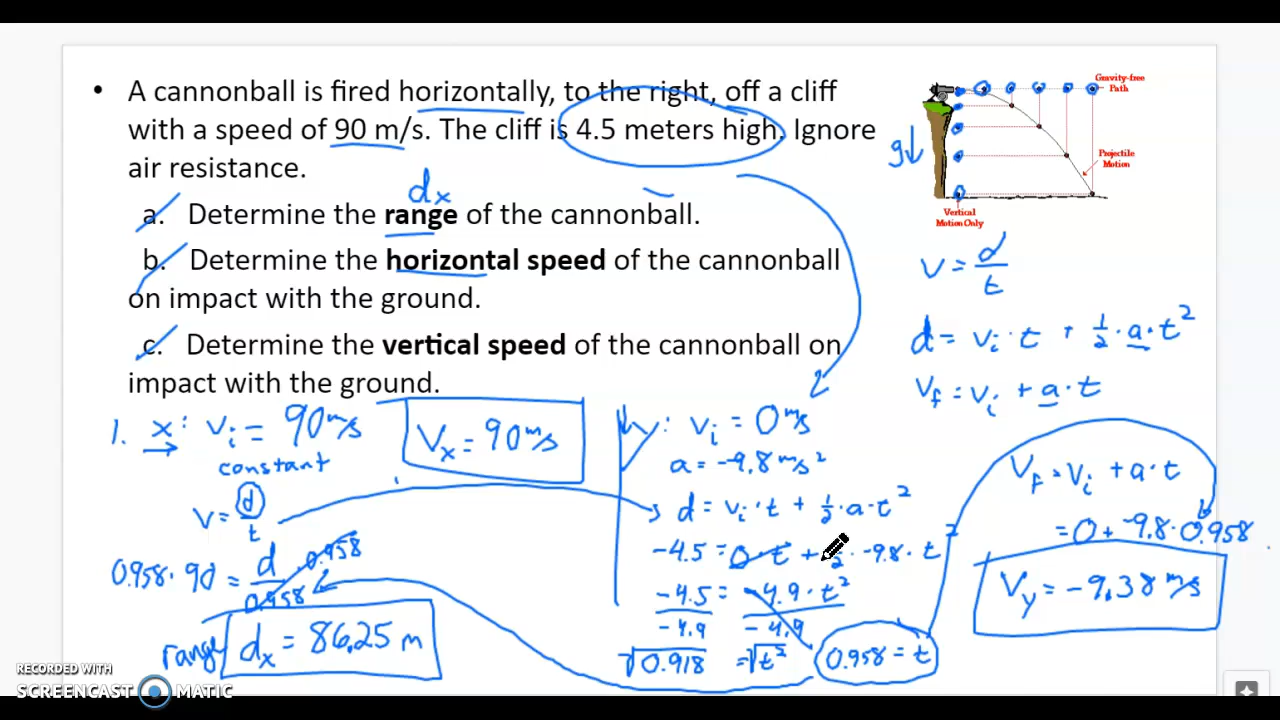 • A cannonball is fired horizontally, to the right, off a cliff
with a speed of 90 m/s. The cliff is 4.5 meters high. Ignore
air resistance.
dx
a. Determine the range of the cannonball.
b. Determine the horizontal speed of the cannonball
on impact with the ground.
c. Determine the vertical speed of the cannonball on
impact with the ground.
Gravity-free
Path
g↓
Projectile
Motion
Vertical
Motion Only
v = d/t
d = vi · t + 1/2 · a · t²
Vf = vi + a · t
1. x: vi = 90 m/s
constant
Vx = 90 m/s
v = d/t
0.958 · 90 = d/0.958 · 0.958
range dx = 86.25 m
y: vi = 0 m/s
a = -9.8 m/s²
d = vi · t + 1/2 · a · t²
-4.5 = 0 · t + 1/2 · -9.8 · t²
-4.5 = -4.9 · t²
-4.9 -4.9
√0.918 = √t²
0.958 = t
Vf = vi + a · t
= 0 + -9.8 · 0.958
Vy = -9.38 m/s
RECORDED WITH
SCREENCAST MATIC